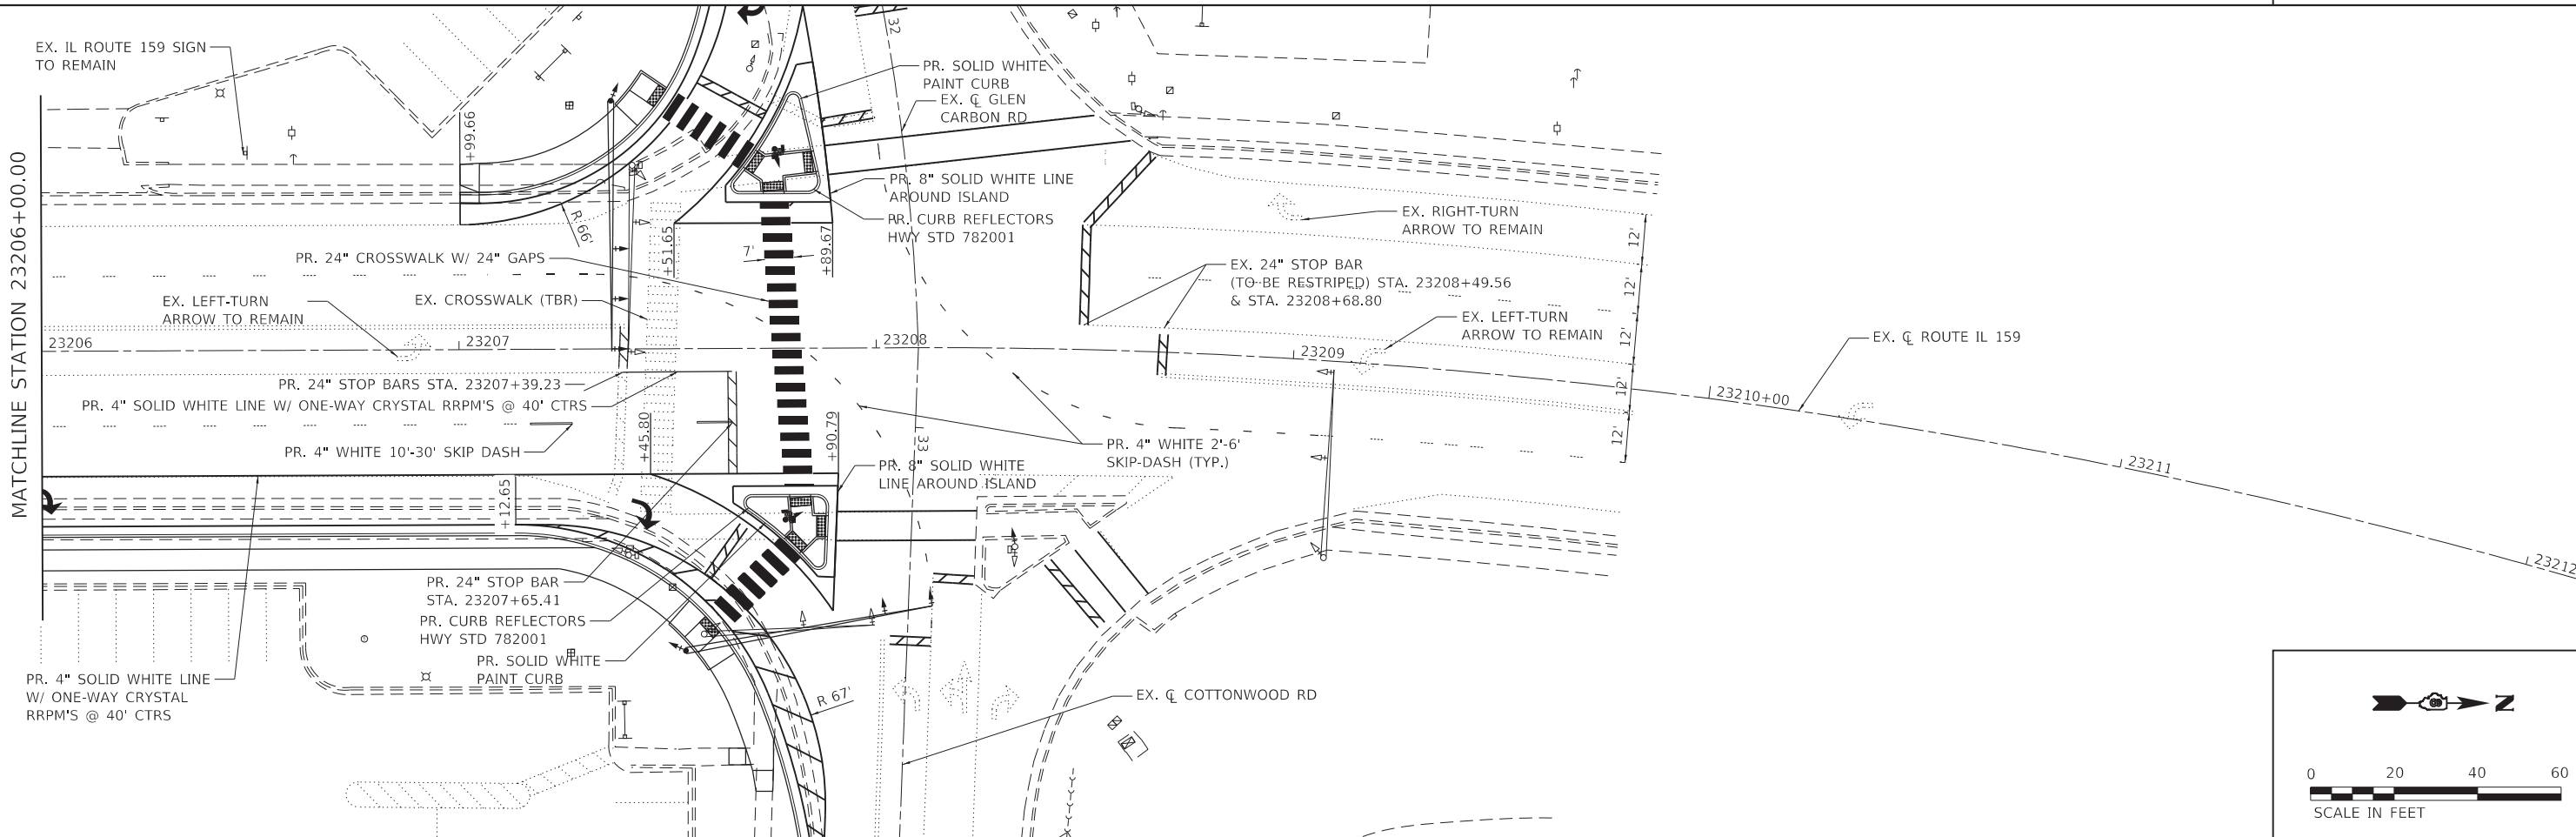 EX. IL ROUTE 159 SIGN
TO REMAIN
MATCHLINE STATION 23206+00.00
+99.66
R 66'
32
PR. SOLID WHITE
PAINT CURB
EX. ℄ GLEN
CARBON RD
PR. 8" SOLID WHITE LINE
AROUND ISLAND
PR. CURB REFLECTORS
HWY STD 782001
+51.65
7'
+89.67
PR. 24" CROSSWALK W/ 24" GAPS
EX. LEFT-TURN
ARROW TO REMAIN
EX. CROSSWALK (TBR)
EX. RIGHT-TURN
ARROW TO REMAIN
EX. 24" STOP BAR
(TO BE RESTRIPED) STA. 23208+49.56
& STA. 23208+68.80
EX. LEFT-TURN
ARROW TO REMAIN
12'
12'
12'
12'
12'
EX. ℄ ROUTE IL 159
23206
23207
23208
23209
23210+00
23211
23212
PR. 24" STOP BARS STA. 23207+39.23
PR. 4" SOLID WHITE LINE W/ ONE-WAY CRYSTAL RRPM'S @ 40' CTRS
PR. 4" WHITE 10'-30' SKIP DASH
+45.80
+90.79
33
PR. 4" WHITE 2'-6'
SKIP-DASH (TYP.)
PR. 8" SOLID WHITE
LINE AROUND ISLAND
+12.65
PR. 24" STOP BAR
STA. 23207+65.41
PR. CURB REFLECTORS
HWY STD 782001
PR. SOLID WHITE
PAINT CURB
PR. 4" SOLID WHITE LINE
W/ ONE-WAY CRYSTAL
RRPM'S @ 40' CTRS
R 67'
EX. ℄ COTTONWOOD RD
N
0 20 40 60
SCALE IN FEET